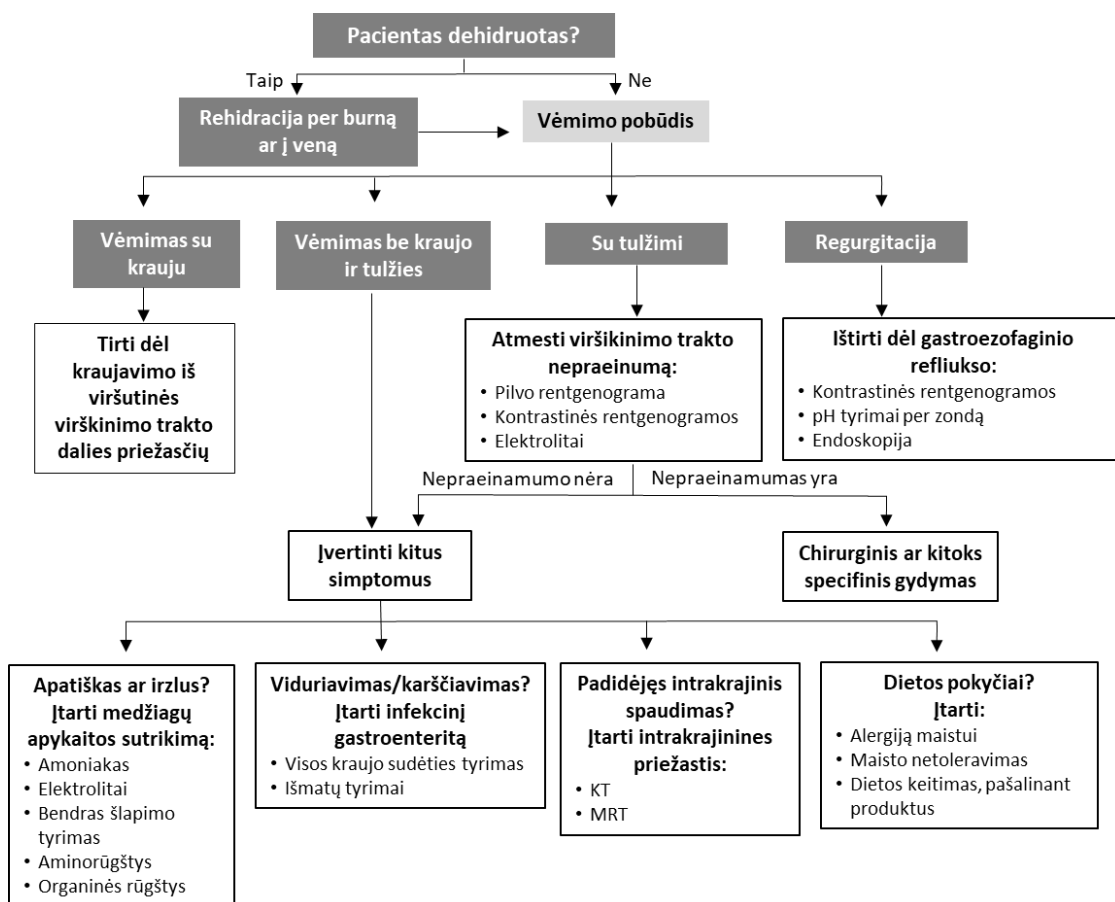 Pacientas dehidruotas?
Taip
Ne
Rehidracija per burną
ar į veną
Vėmimo pobūdis
Vėmimas su
krauju
Vėmimas be kraujo
ir tulžies
Su tulžimi
Regurgitacija
Tirti dėl
kraujavimo iš
viršutinės
virškinimo trakto
dalies priežasčių
Atmesti viršikinimo trakto
nepraeinumą:
• Pilvo rentgenograma
• Kontrastinės rentgenogramos
• Elektrolitai
Ištirti dėl gastroezofaginio
refliukso:
• Kontrastinės rentgenogramos
• pH tyrimai per zondą
• Endoskopija
Nepraeinamumo nėra
Nepraeinamumas yra
Įvertinti kitus
simptomus
Chirurginis ar kitoks
specifinis gydymas
Apatiškas ar irzlus?
Įtarti medžiagų
apykaitos sutrikimą:
• Amoniakas
• Elektrolitai
• Bendras šlapimo
tyrimas
• Aminorūgštys
• Organinės rūgštys
Viduriavimas/karščiavimas?
Įtarti infekcinį
gastroenteritą
• Visos kraujo sudėties tyrimas
• Išmatų tyrimai
Padidėjęs intrakrajinis
spaudimas?
Įtarti intrakrajinines
priežastis:
• KT
• MRT
Dietos pokyčiai?
Įtarti:
• Alergiją maistui
• Maisto netoleravimas
• Dietos keitimas, pašalinant
produktus